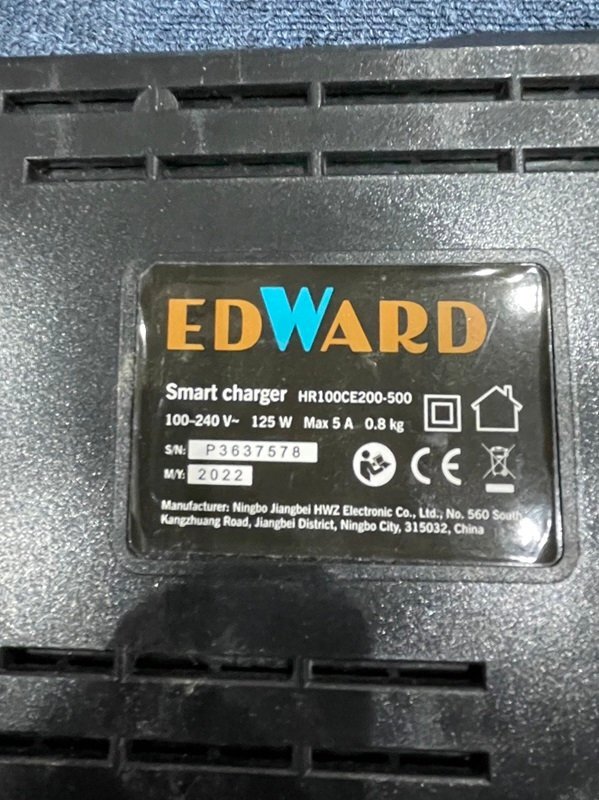 EDWARD
Smart charger HR100CE200-500
100-240 V~ 125 W Max 5 A 0.8 kg
S/N: P3637578
M/Y: 2022
CE
Manufacturer: Ningbo Jiangbei HWZ Electronic Co., Ltd., No. 560 South
Kangzhuang Road, Jiangbei District, Ningbo City, 315032, China